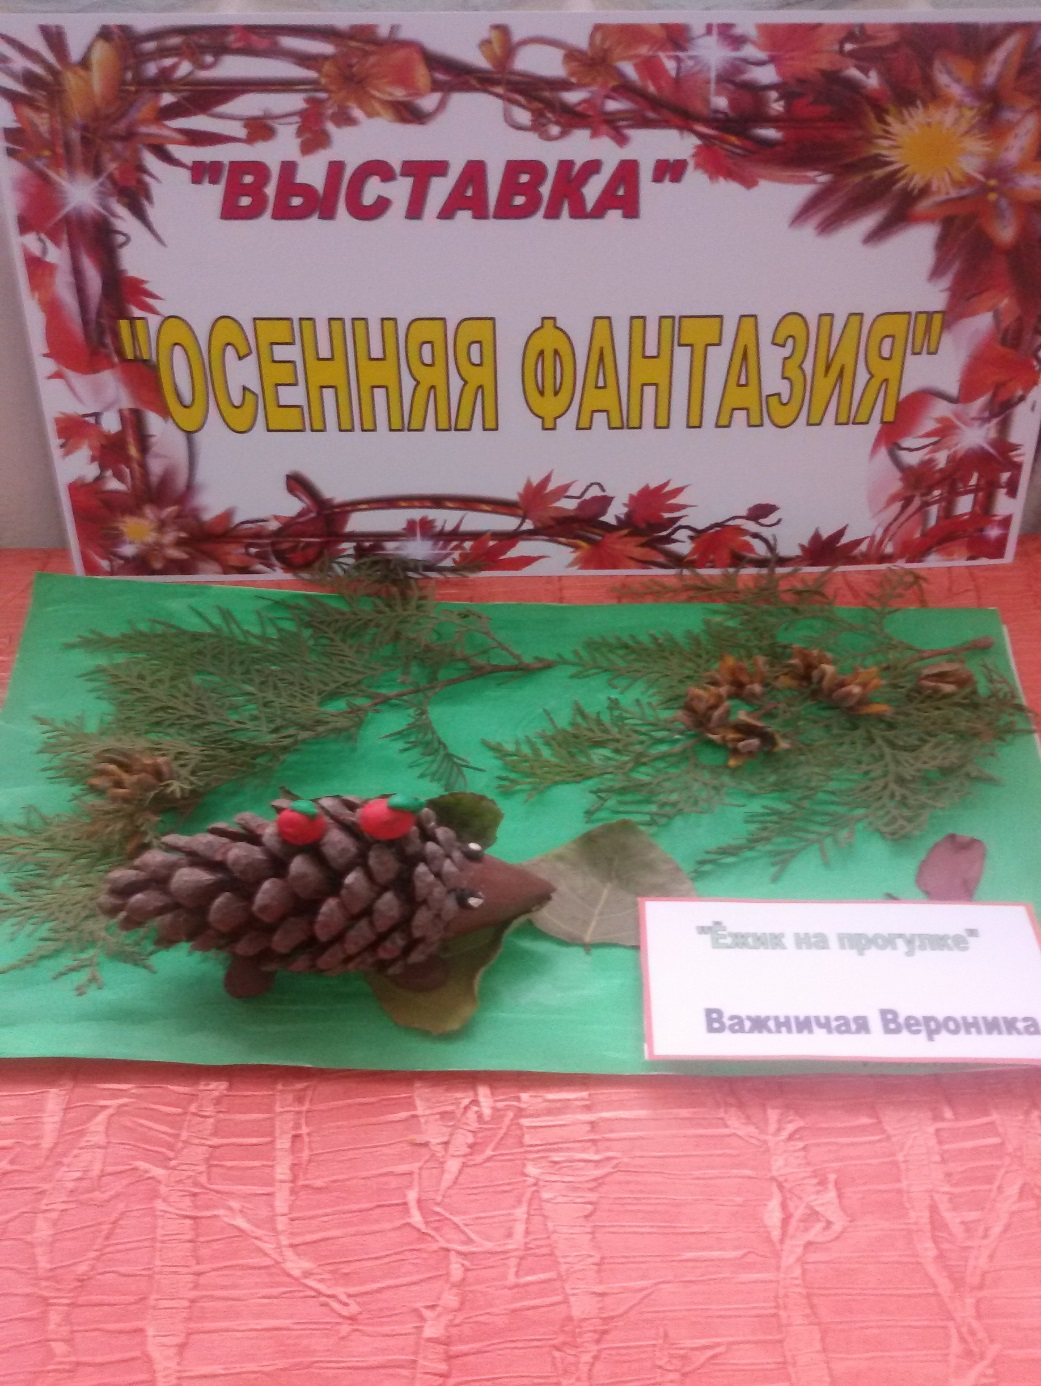 "ВЫСТАВКА"
"ОСЕННЯЯ ФАНТАЗИЯ"
"Ёжик на прогулке"
Важничая Вероника